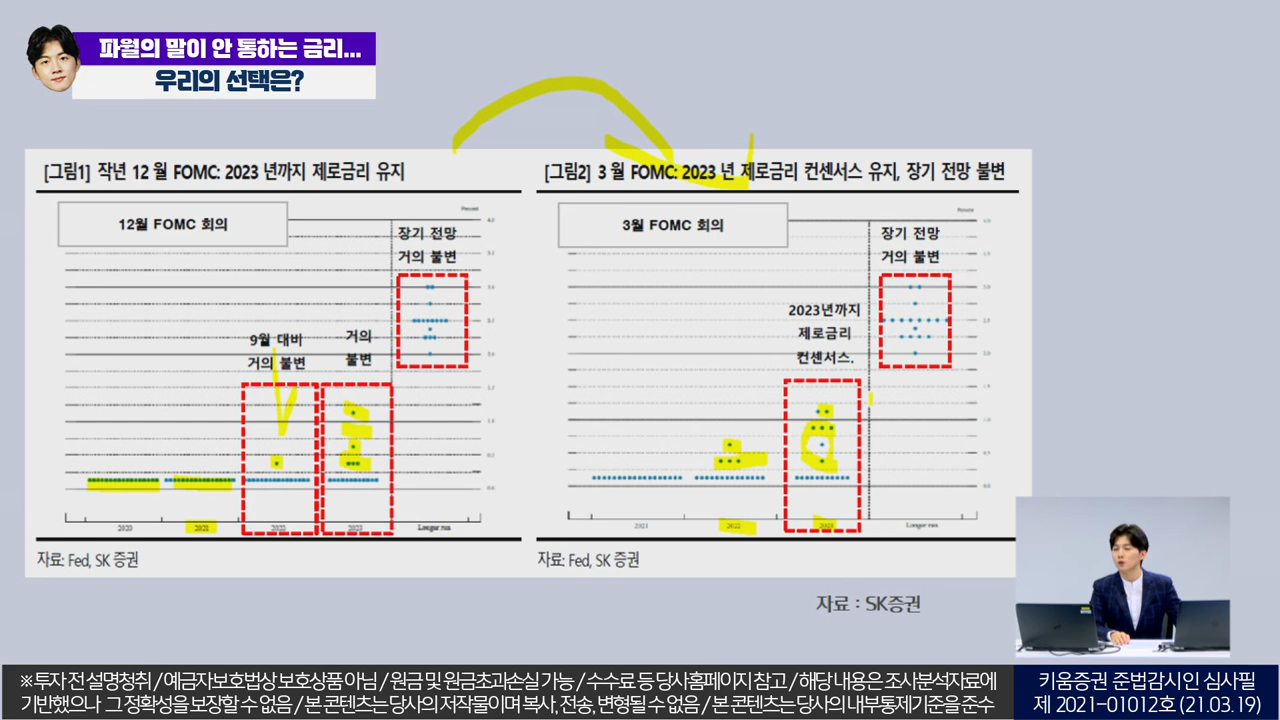 파월의 말이 안 통하는 금리...
우리의 선택은?
[그림1] 작년 12 월 FOMC: 2023 년까지 제로금리 유지
12월 FOMC 회의
Percent
장기 전망
거의 불변
9월 대비
거의 불변
거의
불변
2020
2021
2022
2023
Longer run
자료: Fed, SK 증권
[그림2] 3 월 FOMC: 2023 년 제로금리 컨센서스 유지, 장기 전망 불변
3월 FOMC 회의
Percent
장기 전망
거의 불변
2023년까지
제로금리
컨센서스.
2021
2022
2023
Longer run
자료: Fed, SK 증권
자료 : SK증권
※ 투자 전 설명청취 / 예금자보호법상 보호상품 아님 / 원금 및 원금초과손실 가능 / 수수료 등 당사홈페이지 참고 / 해당 내용은 조사분석자료에
기반했으나 그 정확성을 보장할 수 없음 / 본 콘텐츠는 당사의 저작물이며 복사, 전송, 변형될 수 없음 / 본 콘텐츠는 당사의 내부통제기준을 준수
키움증권 준법감시인 심사필
제 2021-01012호 (21.03.19)